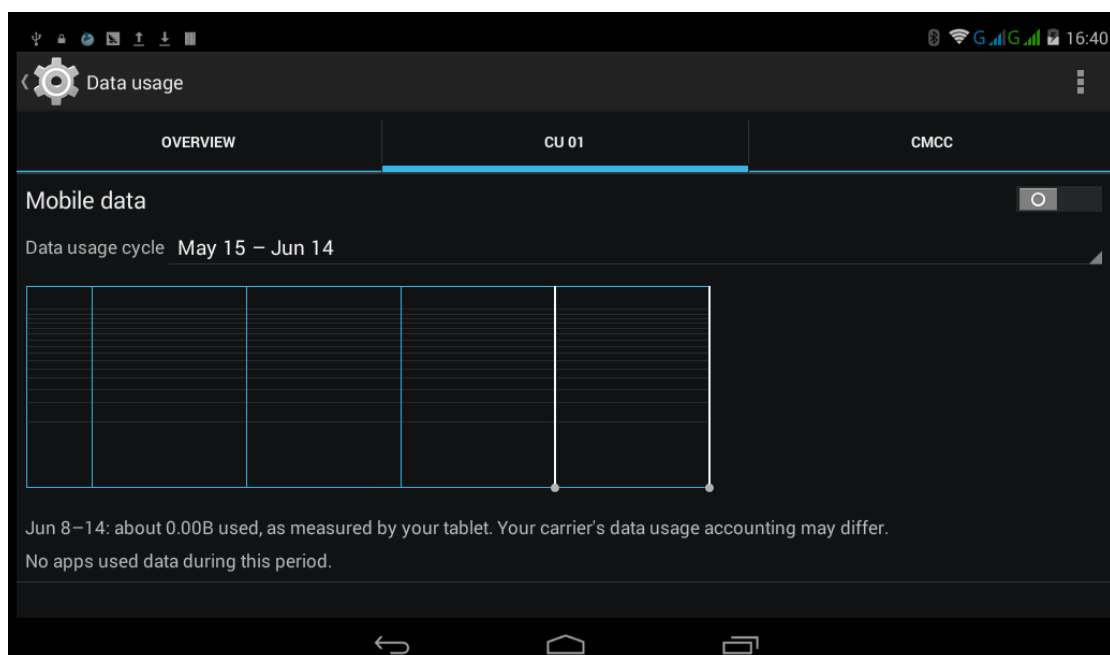 G G 16:40
Data usage
OVERVIEW CU 01 CMCC
Mobile data
Data usage cycle May 15 – Jun 14
Jun 8–14: about 0.00B used, as measured by your tablet. Your carrier's data usage accounting may differ.
No apps used data during this period.